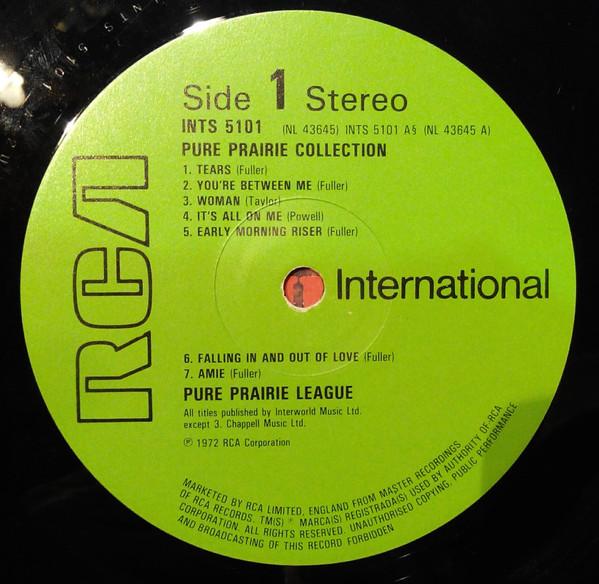 INTS 5101
RCA
Side 1 Stereo
INTS 5101 (NL 43645) INTS 5101 A§ (NL 43645 A)
PURE PRAIRIE COLLECTION
1. TEARS (Fuller)
2. YOU'RE BETWEEN ME (Fuller)
3. WOMAN (Taylor)
4. IT'S ALL ON ME (Powell)
5. EARLY MORNING RISER (Fuller)
International
6. FALLING IN AND OUT OF LOVE (Fuller)
7. AMIE (Fuller)
PURE PRAIRIE LEAGUE
All titles published by Interworld Music Ltd.
except 3. Chappell Music Ltd.
℗ 1972 RCA Corporation
MARKETED BY RCA LIMITED, ENGLAND FROM MASTER RECORDINGS
OF RCA RECORDS. TM(S) ® MARCA(S) REGISTRADA(S) USED BY AUTHORITY OF RCA
CORPORATION. ALL RIGHTS RESERVED. UNAUTHORISED COPYING, PUBLIC PERFORMANCE
AND BROADCASTING OF THIS RECORD FORBIDDEN